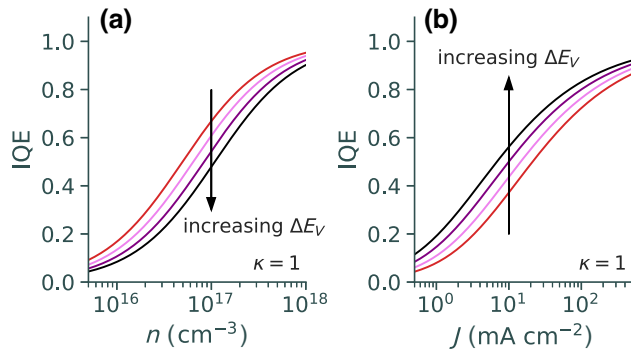 (a)
IQE
1.0
0.8
0.6
0.4
0.2
0.0
increasing ΔE_V
κ = 1
10^16
10^17
10^18
n (cm^−3)
(b)
IQE
1.0
0.8
0.6
0.4
0.2
0.0
increasing ΔE_V
κ = 1
10^0
10^1
10^2
J (mA cm^−2)